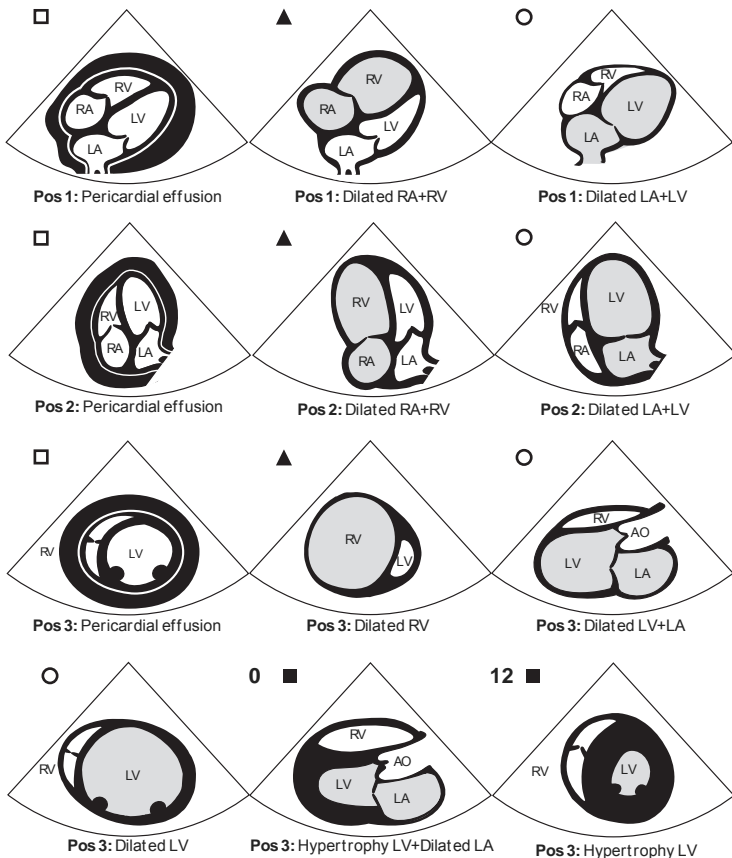 RV
RA
LV
LA
Pos 1: Pericardial effusion
RV
RA
LV
LA
Pos 1: Dilated RA+RV
RV
RA
LV
LA
Pos 1: Dilated LA+LV
RV
LV
RA
LA
Pos 2: Pericardial effusion
RV
LV
RA
LA
Pos 2: Dilated RA+RV
RV
LV
RA
LA
Pos 2: Dilated LA+LV
RV
LV
Pos 3: Pericardial effusion
RV
LV
Pos 3: Dilated RV
RV
AO
LV
LA
Pos 3: Dilated LV+LA
RV
LV
Pos 3: Dilated LV
0
RV
AO
LV
LA
Pos 3: Hypertrophy LV+Dilated LA
12
RV
LV
Pos 3: Hypertrophy LV